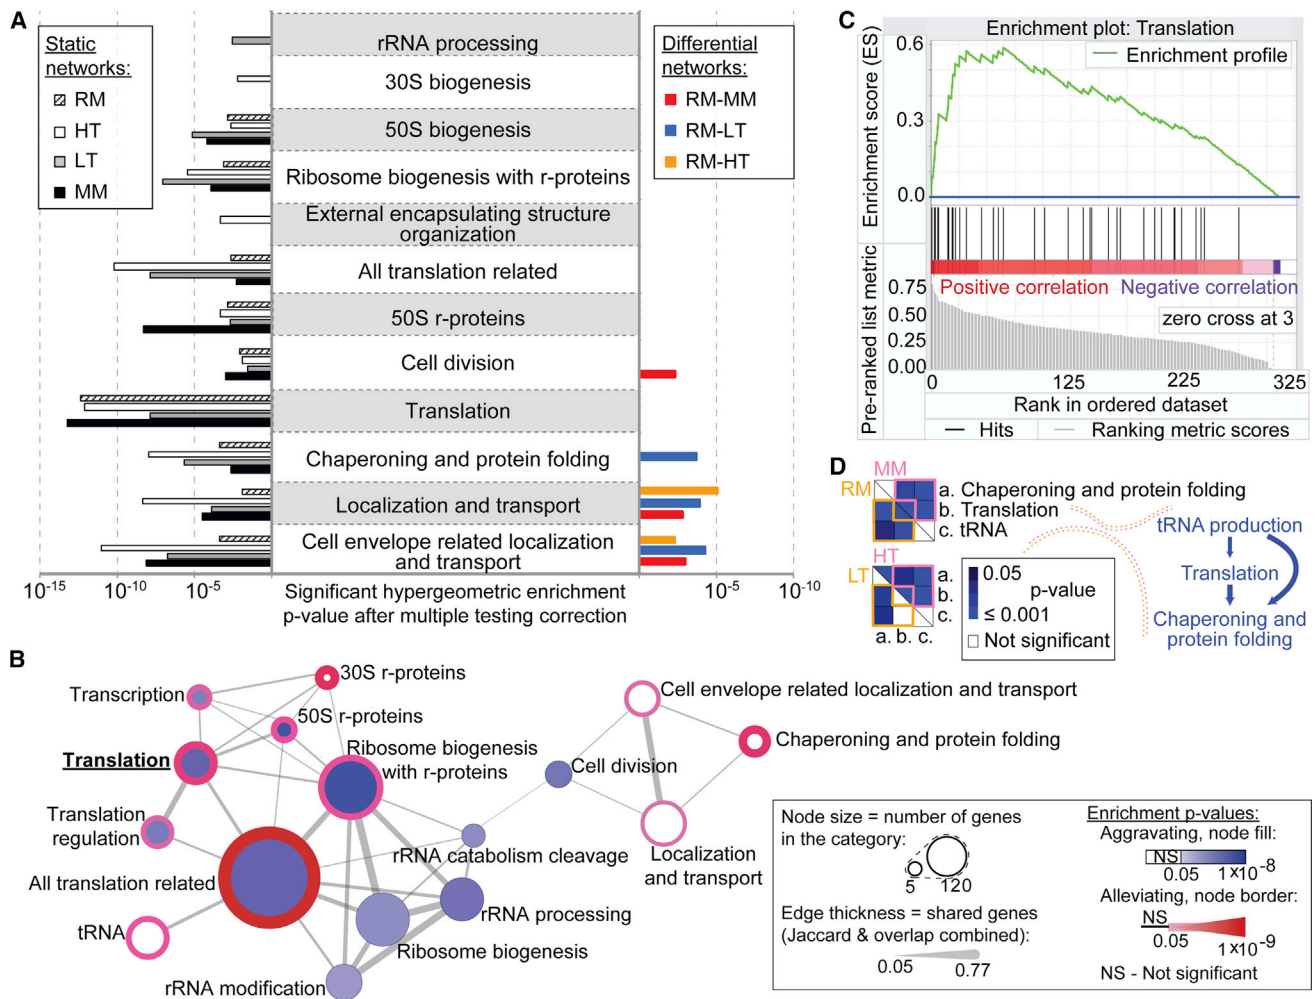 A
Static
networks:
RM
HT
LT
MM
rRNA processing
30S biogenesis
50S biogenesis
Ribosome biogenesis with r-proteins
External encapsulating structure
organization
All translation related
50S r-proteins
Cell division
Translation
Chaperoning and protein folding
Localization and transport
Cell envelope related localization
and transport
Differential
networks:
RM-MM
RM-LT
RM-HT
10-15
10-10
10-5
Significant hypergeometric enrichment
p-value after multiple testing correction
10-5
10-10
C
Enrichment plot: Translation
Enrichment profile
Enrichment score (ES)
0.6
0.3
0.0
Positive correlation
Negative correlation
Pre-ranked list metric
0.75
0.50
0.25
0.00
zero cross at 3
0
125
225
325
Rank in ordered dataset
Hits
Ranking metric scores
D
MM
RM
a. Chaperoning and protein folding
b. Translation
c. tRNA
HT
LT
a.
b.
c.
a. b. c.
0.05
p-value
≤ 0.001
Not significant
tRNA production
Translation
Chaperoning and
protein folding
B
Transcription
30S r-proteins
50S r-proteins
Translation
Ribosome biogenesis
with r-proteins
Translation
regulation
All translation related
tRNA
rRNA modification
Ribosome biogenesis
rRNA processing
rRNA catabolism cleavage
Cell division
Cell envelope related localization and transport
Chaperoning and protein folding
Localization
and transport
Node size = number of genes
in the category:
5
120
Edge thickness = shared genes
(Jaccard & overlap combined):
0.05
0.77
Enrichment p-values:
Aggravating, node fill:
NS
0.05
1×10-8
Alleviating, node border:
NS
0.05
1×10-9
NS - Not significant